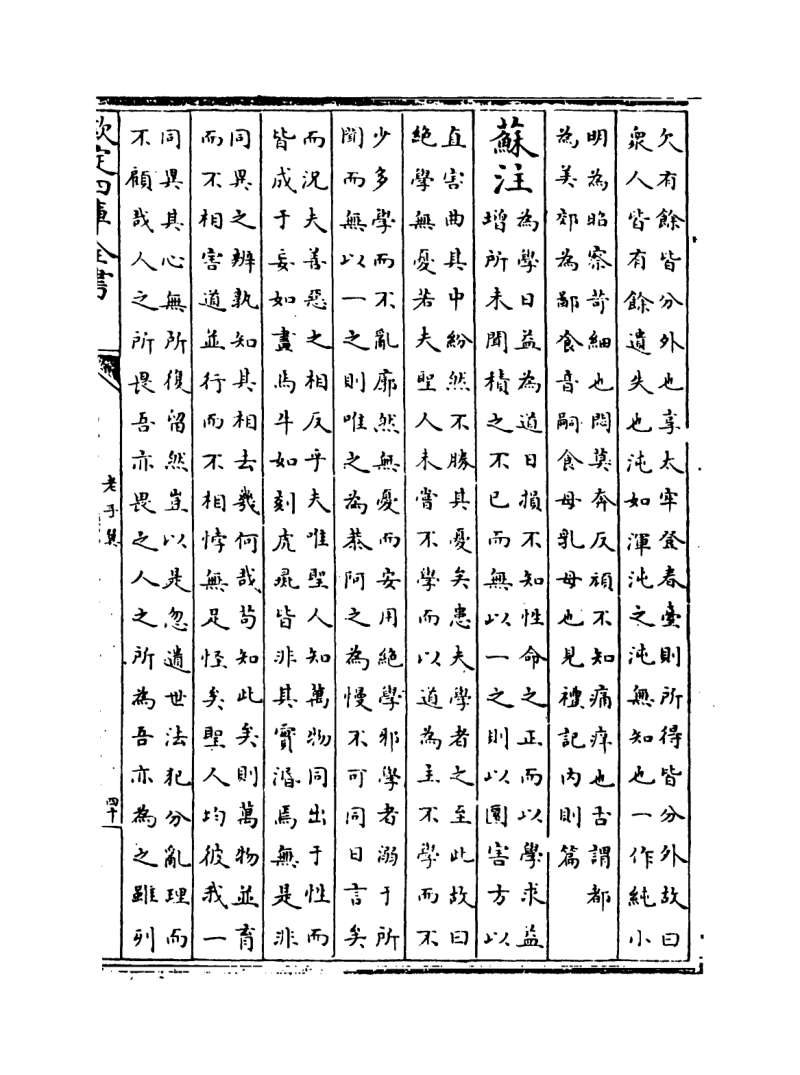 欠有餘皆分外也享太牢登春臺則所得皆分外故曰
衆人皆有餘遺失也沌如渾沌之沌無知也一作純小
明為昭察苛細也悶莫奔反頑不知痛痒也古謂都
為美郊為鄙食音嗣食母乳母也見禮記內則篇
蘇注
為學日益為道日損不知性命之正而以學求益
增所未聞積之不已而無以一之則以圓害方以
直害曲其中紛然不勝其憂矣患夫學者之至此故曰
絶學無憂若夫聖人未嘗不學而以道為主不學而不
少多學而不亂廓然無憂而安用絶學邪學者溺于所
聞而無以一之則唯之為恭阿之為慢不可同日言矣
而況夫善惡之相反乎夫唯聖人知萬物同出于性而
皆成于妄如畫馬牛如刻虎彘皆非其實湣焉無是非
同異之辨孰知其相去幾何哉苟知此矣則萬物並育
而不相害道並行而不相悖無足怪矣聖人均彼我一
同異其心無所復留然豈以是忽遺世法犯分亂理而
不顧哉人之所畏吾亦畏之人之所為吾亦為之雖列
欽定四庫全書
老子翼
四十